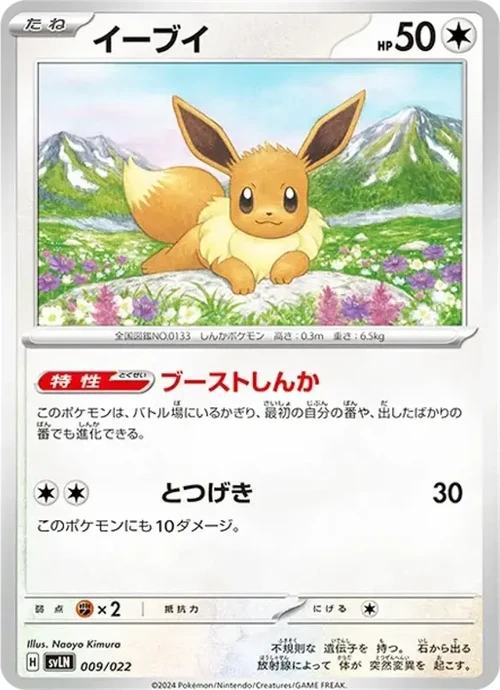 たね
イーブイ
HP50
全国図鑑NO.0133 しんかポケモン 高さ:0.3m 重さ:6.5kg
特性 とくせい ブーストしんか
このポケモンは、バトル場にいるかぎり、最初の自分の番や、出したばかりの
番でも進化できる。
とつげき 30
このポケモンにも10ダメージ。
弱点 ×2 抵抗力 にげる
Illus. Naoyo Kimura
H svLN 009/022
不規則な 遺伝子を 持つ。 石から出る
放射線によって 体が 突然変異を 起こす。
©2024 Pokémon/Nintendo/Creatures/GAME FREAK.